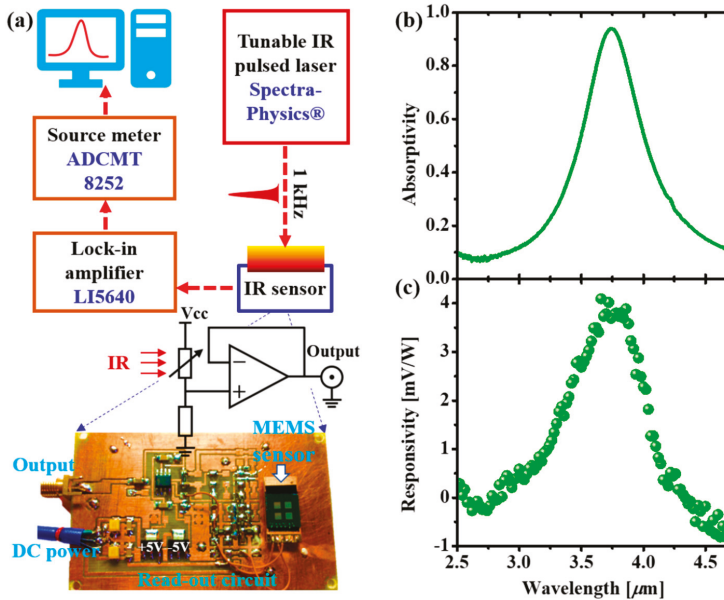 (a)
Tunable IR
pulsed laser
Spectra-
Physics®
Source meter
ADCMT
8252
1 kHz
Lock-in
amplifier
LI5640
IR sensor
Vcc
IR
Output
−
+
MEMS
sensor
Output
DC power
+5V -5V
Read-out circuit
(b)
1.0
0.8
0.6
0.4
0.2
0.0
Absorptivity
(c)
4
3
2
1
0
-1
Responsivity [mV/W]
2.5 3.0 3.5 4.0 4.5
Wavelength [μm]